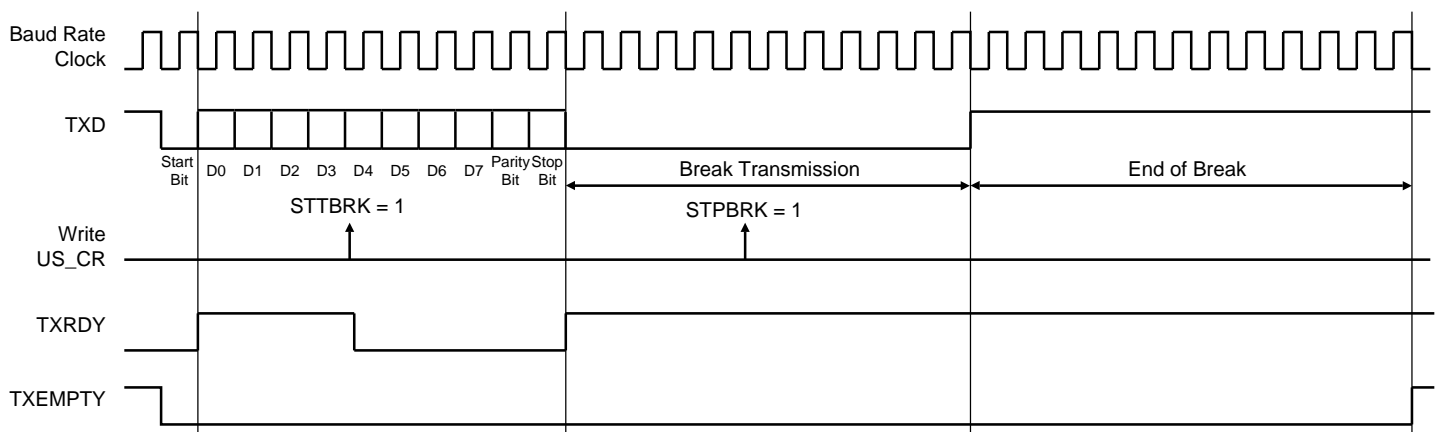 Baud Rate
Clock
TXD
Start
Bit
D0 D1 D2 D3 D4 D5 D6 D7
Parity
Bit
Stop
Bit
Break Transmission
End of Break
STTBRK = 1
STPBRK = 1
Write
US_CR
TXRDY
TXEMPTY